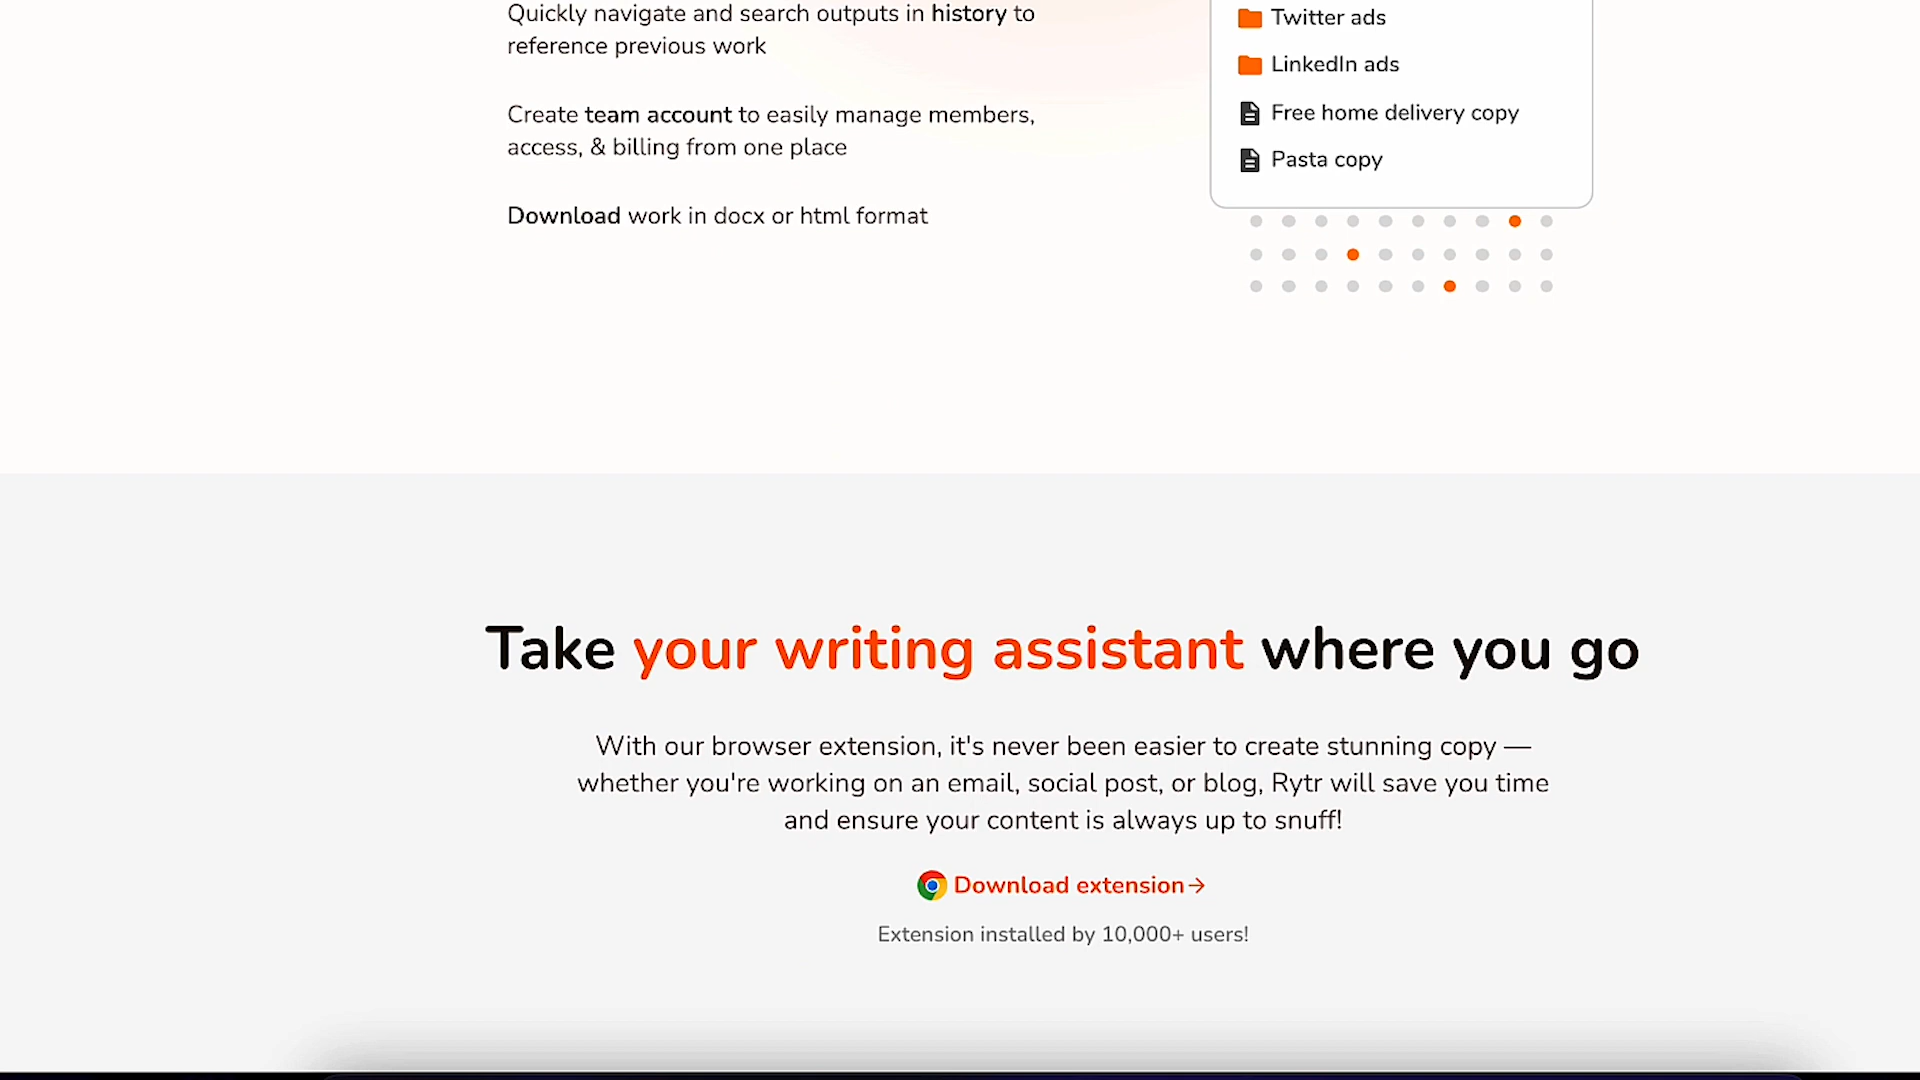 Quickly navigate and search outputs in history to
reference previous work
Create team account to easily manage members,
access, & billing from one place
Download work in docx or html format
Twitter ads
LinkedIn ads
Free home delivery copy
Pasta copy
Take your writing assistant where you go
With our browser extension, it's never been easier to create stunning copy —
whether you're working on an email, social post, or blog, Rytr will save you time
and ensure your content is always up to snuff!
Download extension→
Extension installed by 10,000+ users!